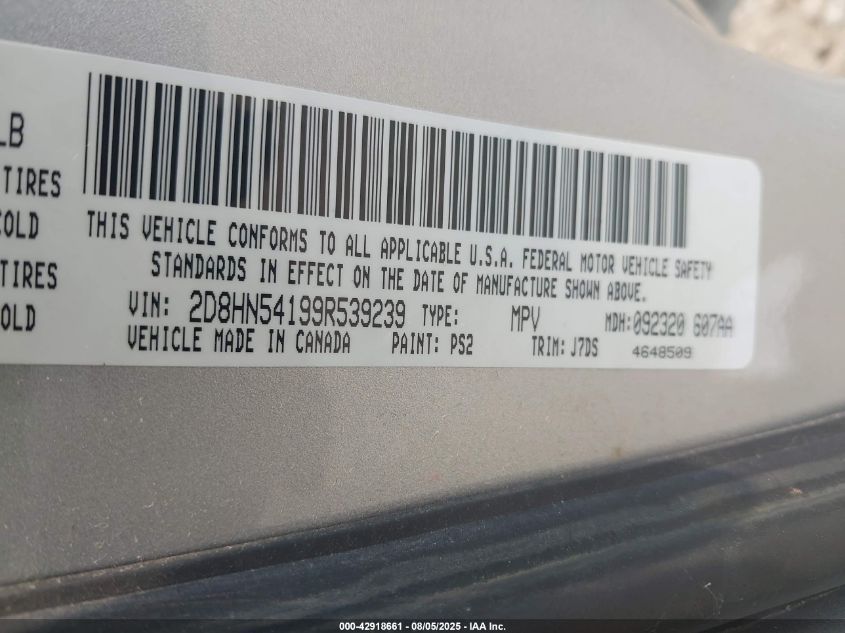 LB
TIRES
COLD
TIRES
OLD
THIS VEHICLE CONFORMS TO ALL APPLICABLE U.S.A. FEDERAL MOTOR VEHICLE SAFETY
STANDARDS IN EFFECT ON THE DATE OF MANUFACTURE SHOWN ABOVE.
VIN: 2D8HN54199R539239 TYPE: MPV MDH: 092320 607AA
VEHICLE MADE IN CANADA PAINT: PS2 TRIM: J7DS 4648509
000-42918661 - 08/05/2025 - IAA Inc.